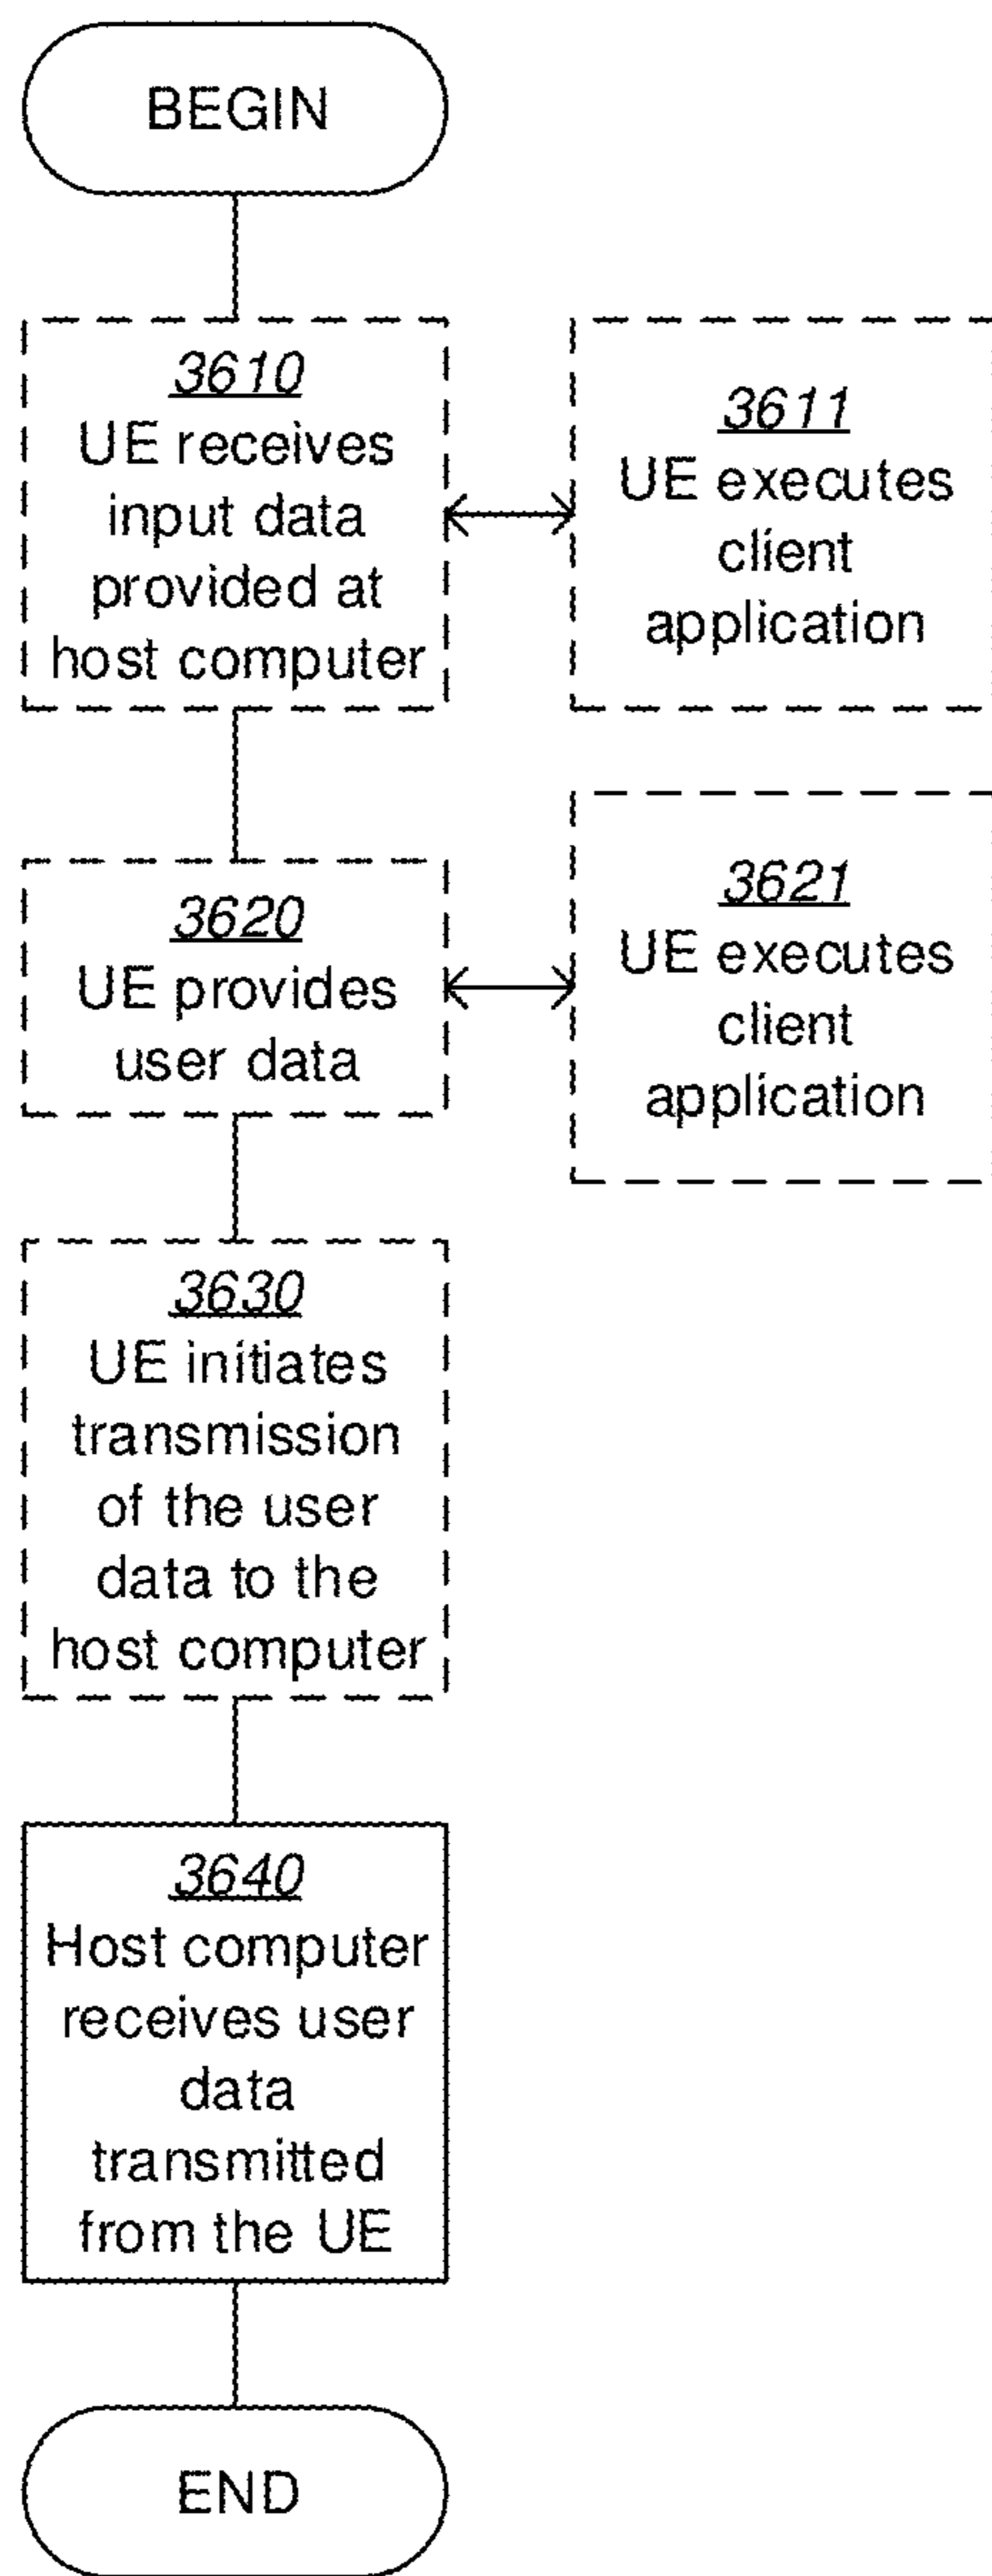 BEGIN
3610
UE receives
input data
provided at
host computer
3611
UE executes
client
application
3620
UE provides
user data
3621
UE executes
client
application
3630
UE initiates
transmission
of the user
data to the
host computer
3640
Host computer
receives user
data
transmitted
from the UE
END